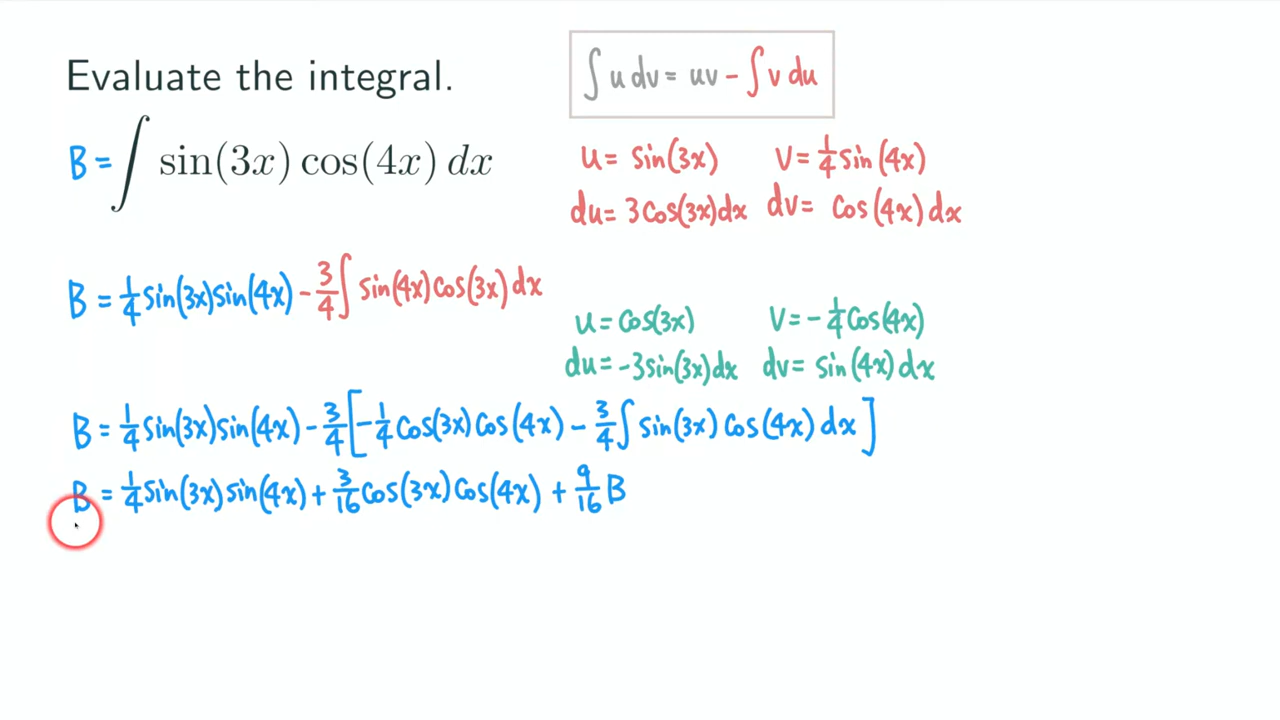 Evaluate the integral.
∫ u dv = uv - ∫ v du
B = ∫ sin(3x) cos(4x) dx
u = sin(3x) v = 1/4 sin(4x)
du = 3cos(3x)dx dv = cos(4x)dx
B = 1/4 sin(3x)sin(4x) - 3/4 ∫ sin(4x)cos(3x)dx
u = cos(3x) v = -1/4 cos(4x)
du = -3sin(3x)dx dv = sin(4x)dx
B = 1/4 sin(3x)sin(4x) - 3/4 [-1/4 cos(3x)cos(4x) - 3/4 ∫ sin(3x)cos(4x)dx]
B = 1/4 sin(3x)sin(4x) + 3/16 cos(3x)cos(4x) + 9/16 B